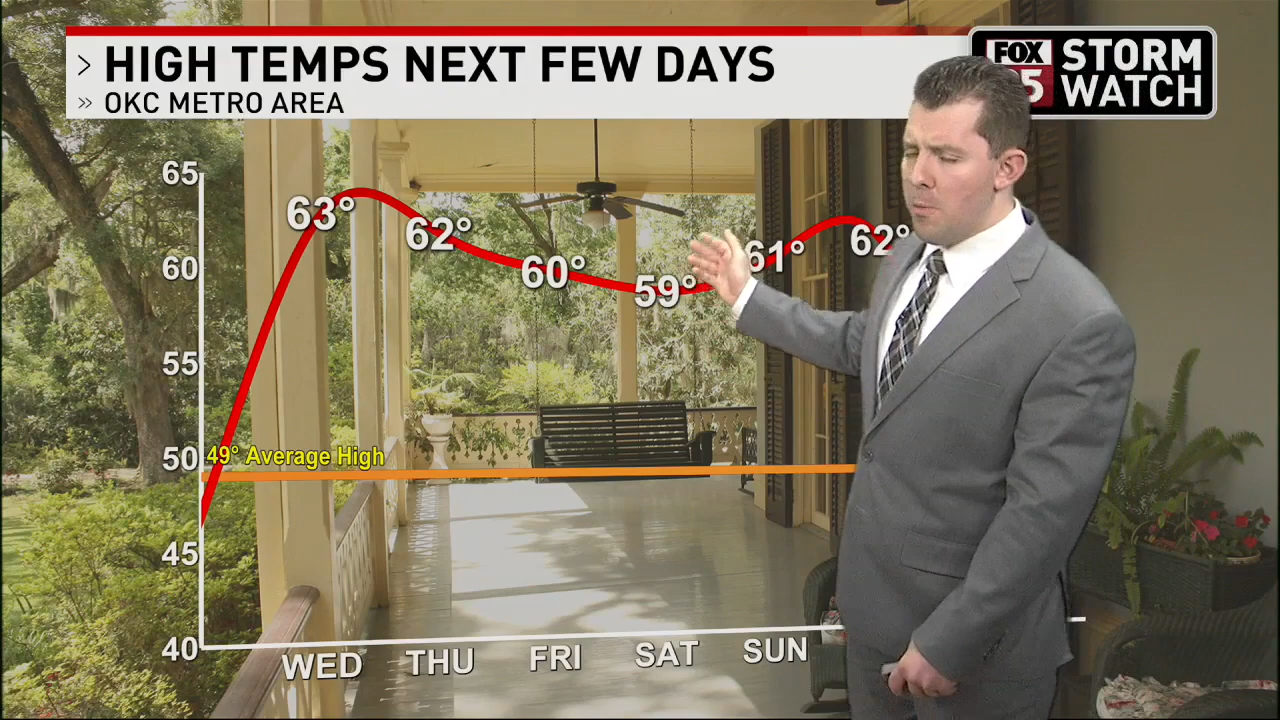 > HIGH TEMPS NEXT FEW DAYS
» OKC METRO AREA
FOX
5
STORM
WATCH
65
60
55
50
45
40
63°
62°
60°
59°
61°
62°
49° Average High
WED THU FRI SAT SUN